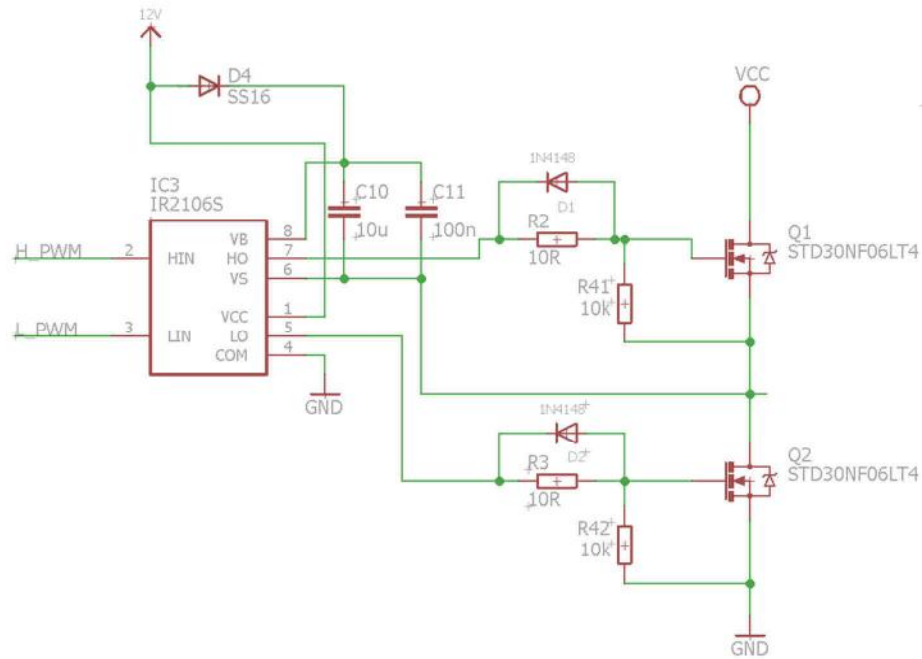 12V
D4
SS16
VCC
1N4148
D1
IC3
IR2106S
C10
10u
C11
100n
R2
10R
Q1
STD30NF06LT4
H_PWM
2
HIN
VB
8
HO
7
VS
6
R41
10k
L_PWM
3
LIN
VCC
1
LO
5
COM
4
GND
1N4148
D2
R3
10R
Q2
STD30NF06LT4
R42
10k
GND